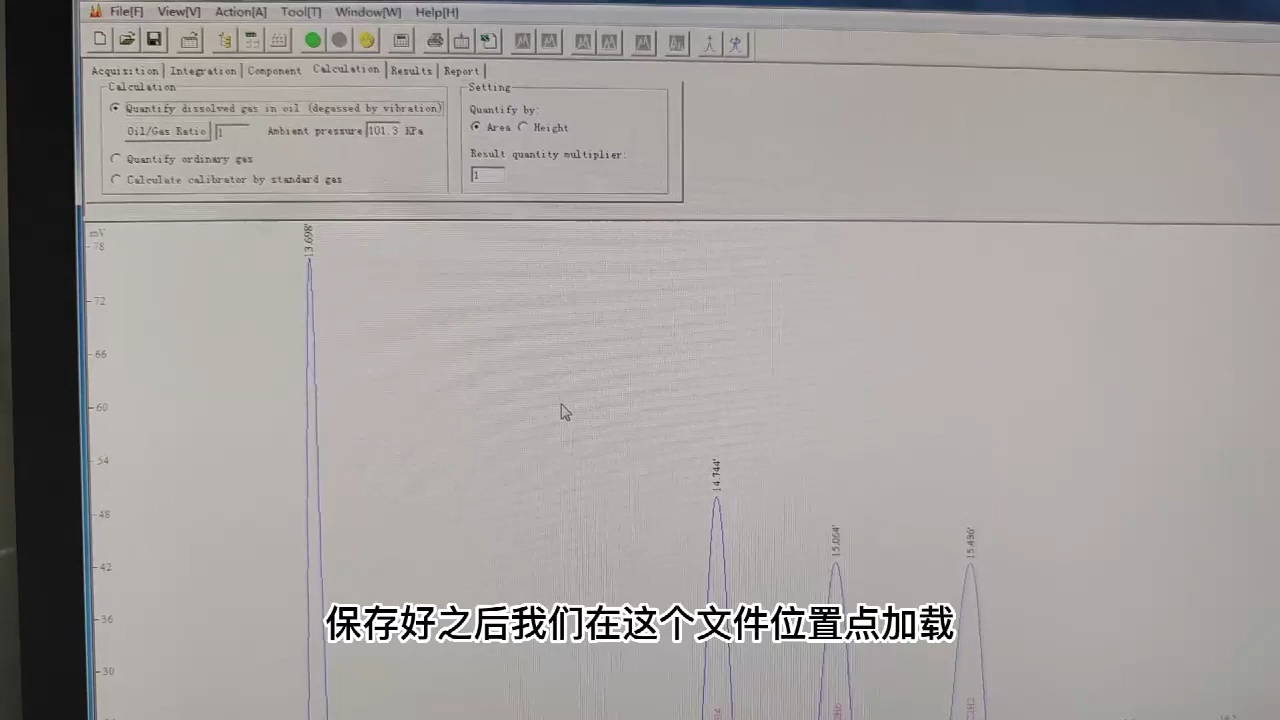 File[F] View[V] Action[A] Tool[T] Window[W] Help[H]
Acquisition Integration Component Calculation Results Report
Calculation
Quantify dissolved gas in oil (degassed by vibration)
Oil/Gas Ratio 1 Ambient pressure 101.3 KPa
Quantify ordinary gas
Calculate calibrator by standard gas
Setting
Quantify by:
Area Height
Result quantity multiplier:
1
mV
78
72
66
60
54
48
42
36
30
13.698'
14.744'
15.064'
15.436'
保存好之后我们在这个文件位置点加载